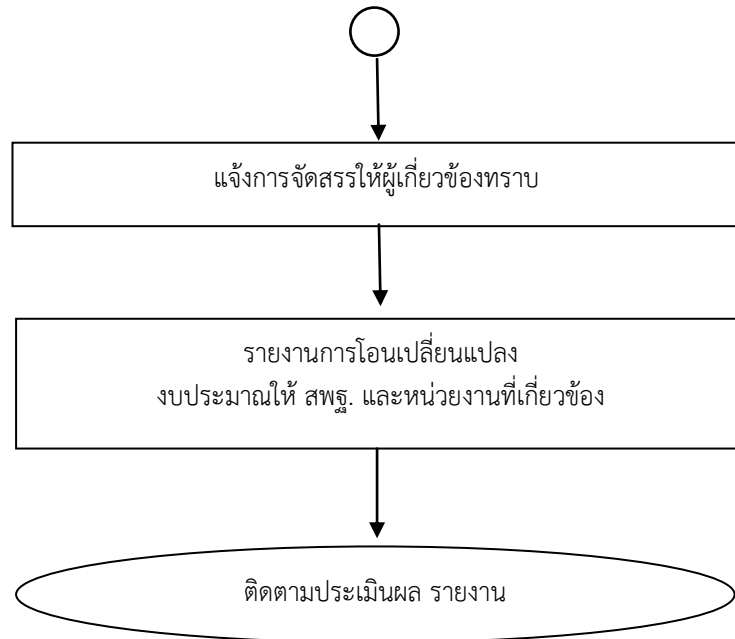 แจ้งการจัดสรรให้ผู้เกี่ยวข้องทราบ
รายงานการโอนเปลี่ยนแปลง
งบประมาณให้ สพฐ. และหน่วยงานที่เกี่ยวข้อง
ติดตามประเมินผล รายงาน